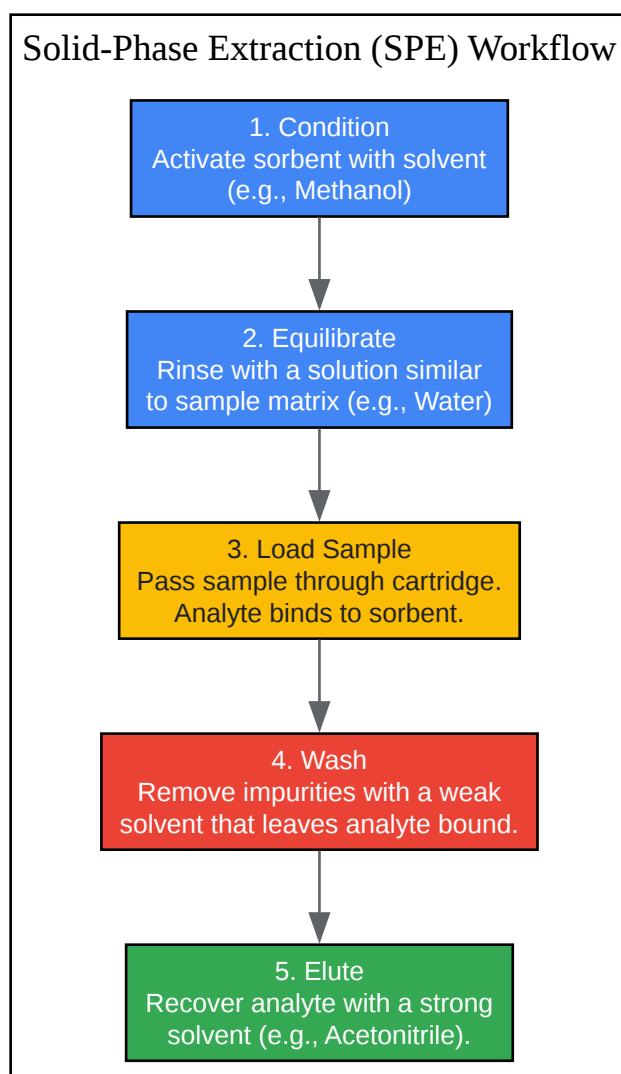 Solid-Phase Extraction (SPE) Workflow
1. Condition
Activate sorbent with solvent
(e.g., Methanol)
2. Equilibrate
Rinse with a solution similar
to sample matrix (e.g., Water)
3. Load Sample
Pass sample through cartridge.
Analyte binds to sorbent.
4. Wash
Remove impurities with a weak
solvent that leaves analyte bound.
5. Elute
Recover analyte with a strong
solvent (e.g., Acetonitrile).